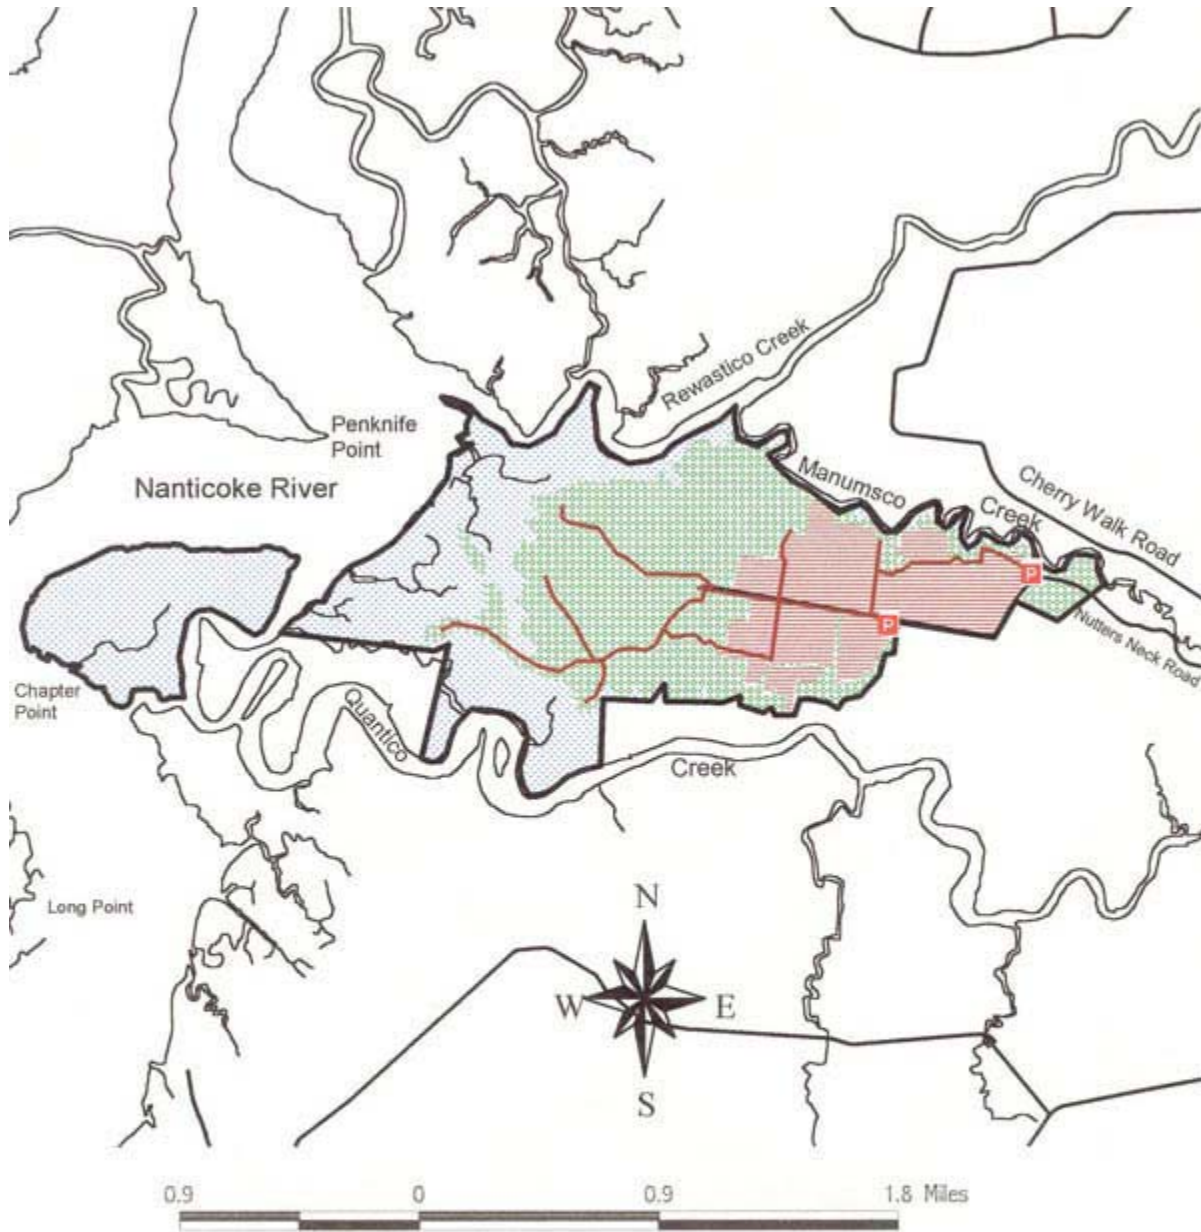 Rewastico Creek
Penknife
Point
Nanticoke River
Manumsco
Creek
Cherry Walk Road
P
P
Nutters Neck Road
Chapter
Point
Quantico
Creek
Long Point
N
W
E
S
0.9 0 0.9 1.8 Miles